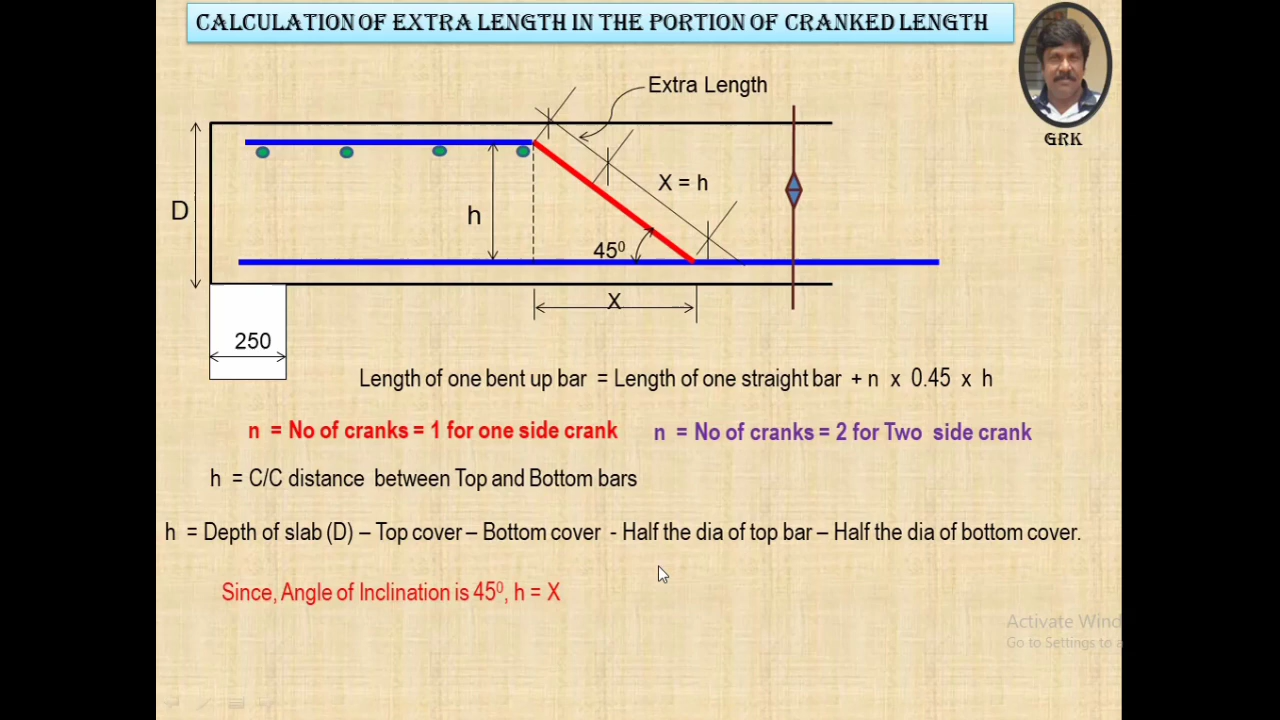 CALCULATION OF EXTRA LENGTH IN THE PORTION OF CRANKED LENGTH
GRK
Extra Length
X = h
D
h
45⁰
X
250
Length of one bent up bar = Length of one straight bar + n x 0.45 x h
n = No of cranks = 1 for one side crank
n = No of cranks = 2 for Two side crank
h = C/C distance between Top and Bottom bars
h = Depth of slab (D) – Top cover – Bottom cover - Half the dia of top bar – Half the dia of bottom cover.
Since, Angle of Inclination is 45⁰, h = X
Activate Wind
Go to Settings to a